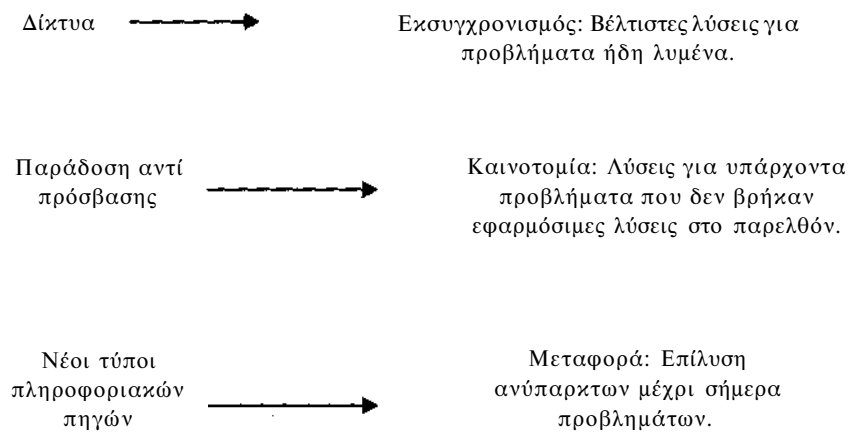 Δίκτυα
Εκσυγχρονισμός: Βέλτιστες λύσεις για
προβλήματα ήδη λυμένα.
Παράδοση αντί
πρόσβασης
Καινοτομία: Λύσεις για υπάρχοντα
προβλήματα που δεν βρήκαν
εφαρμόσιμες λύσεις στο παρελθόν.
Νέοι τύποι
πληροφοριακών
πηγών
Μεταφορά: Επίλυση
ανύπαρκτων μέχρι σήμερα
προβλημάτων.